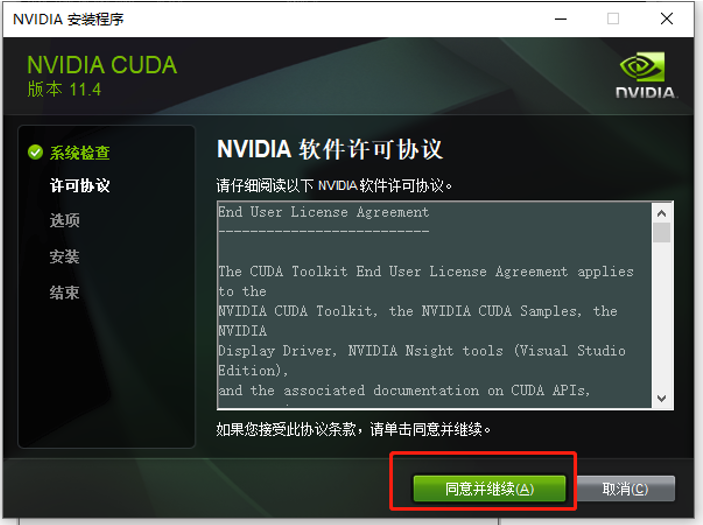 NVIDIA 安装程序
NVIDIA CUDA
版本 11.4
NVIDIA.
系统检查
许可协议
选项
安装
结束
NVIDIA 软件许可协议
请仔细阅读以下 NVIDIA 软件许可协议。
End User License Agreement
--------------------------
The CUDA Toolkit End User License Agreement applies
to the
NVIDIA CUDA Toolkit, the NVIDIA CUDA Samples, the
NVIDIA
Display Driver, NVIDIA Nsight tools (Visual Studio
Edition),
and the associated documentation on CUDA APIs,
如果您接受此协议条款，请单击同意并继续。
同意并继续(A)
取消(C)